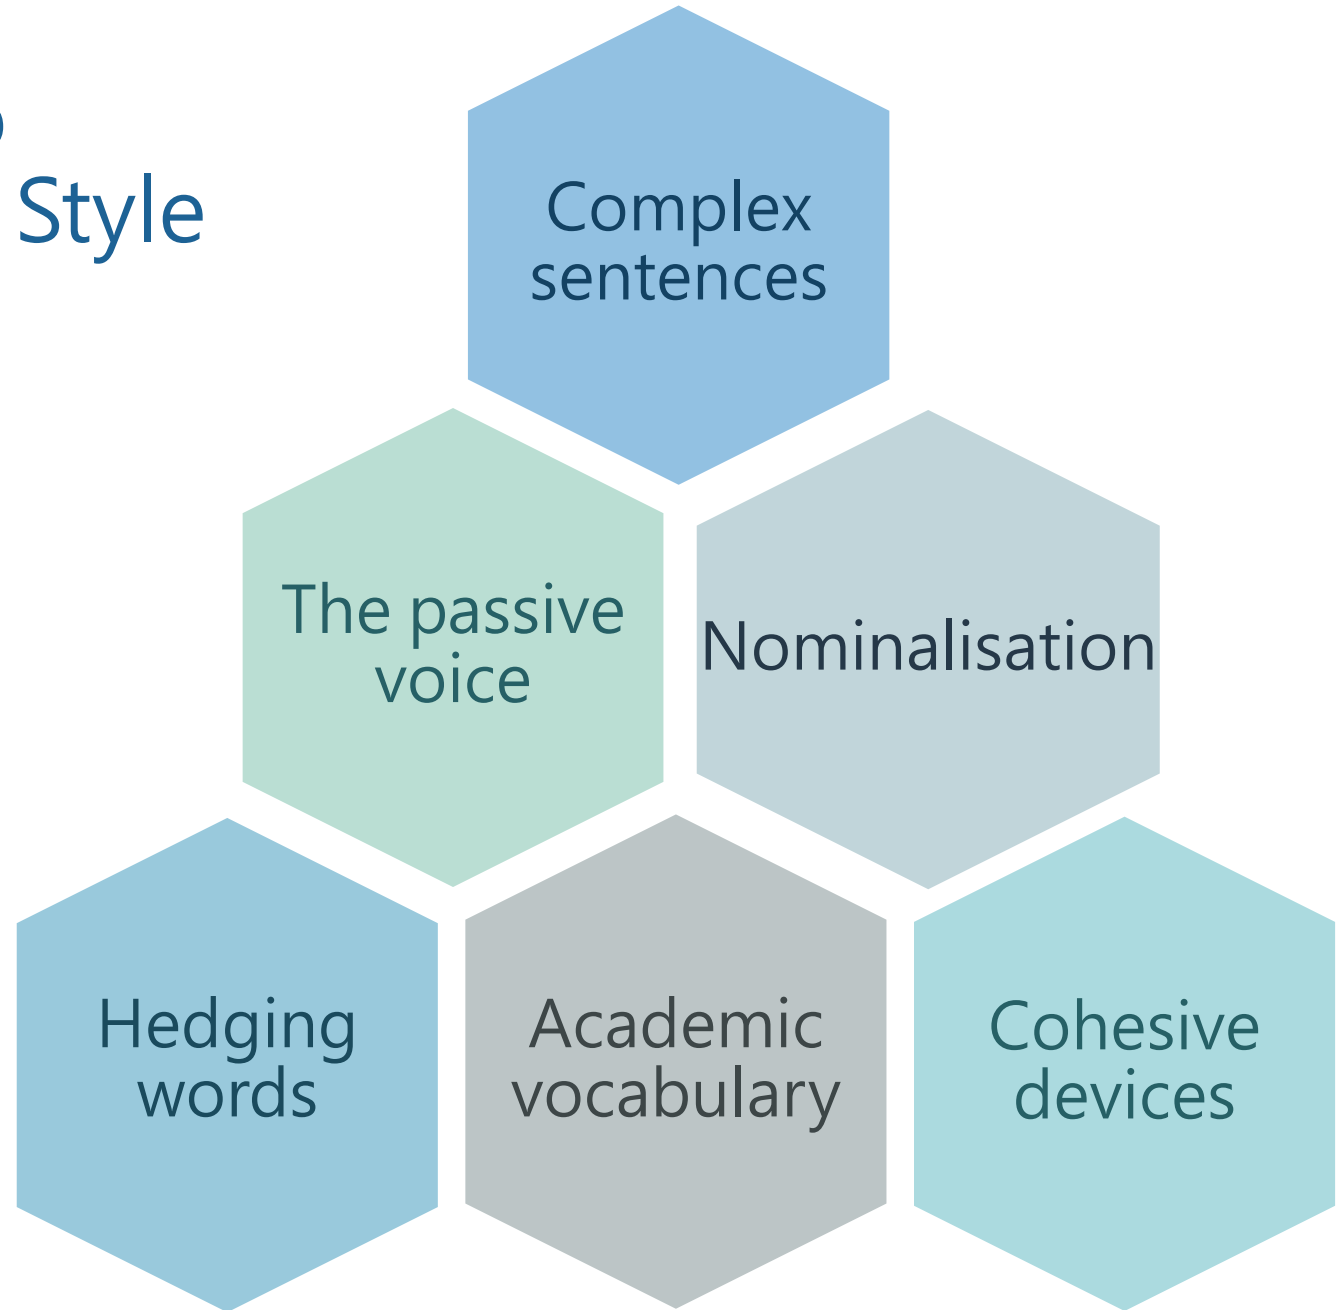 Style
Complex
sentences
The passive
voice
Nominalisation
Hedging
words
Academic
vocabulary
Cohesive
devices